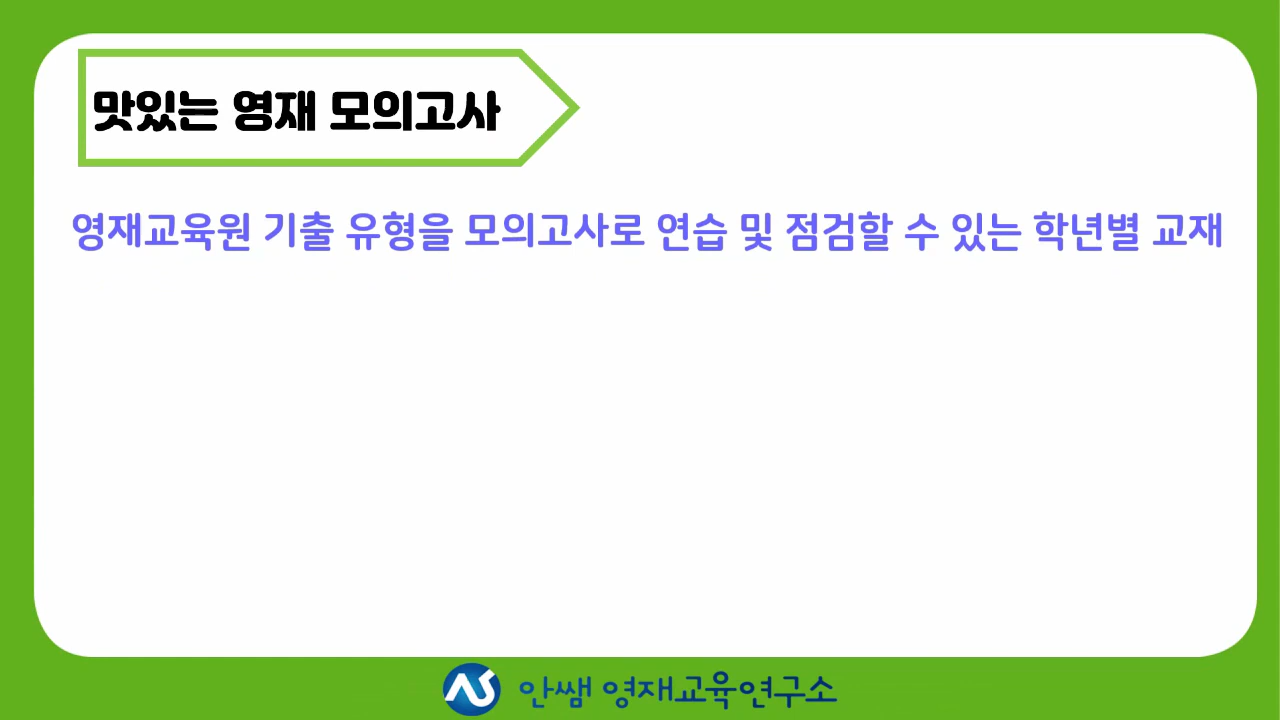 맛있는 영재 모의고사
영재교육원 기출 유형을 모의고사로 연습 및 점검할 수 있는 학년별 교재
안쌤 영재교육연구소